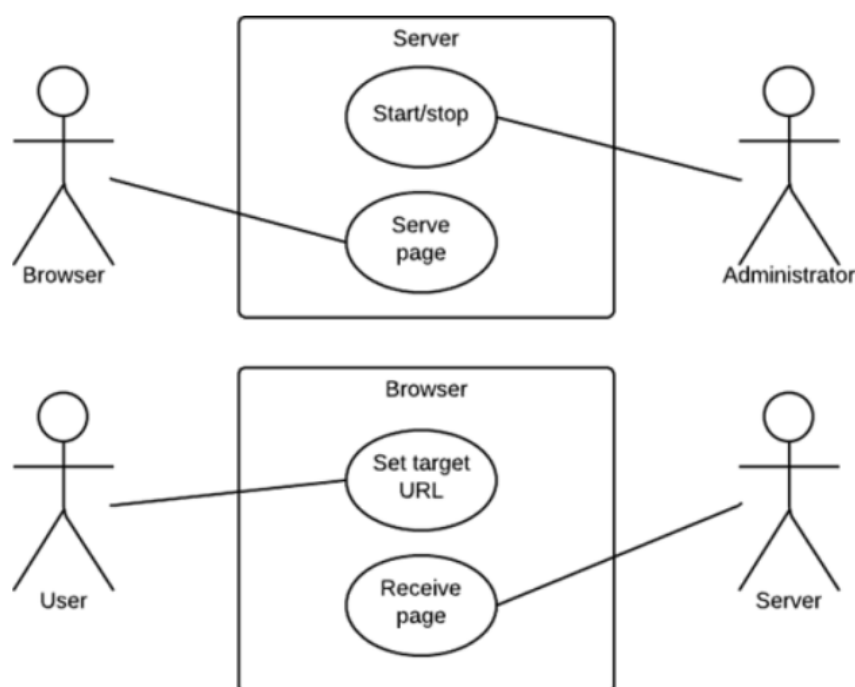 Server
Start/stop
Serve
page
Browser
Administrator
Browser
Set target
URL
Receive
page
User
Server